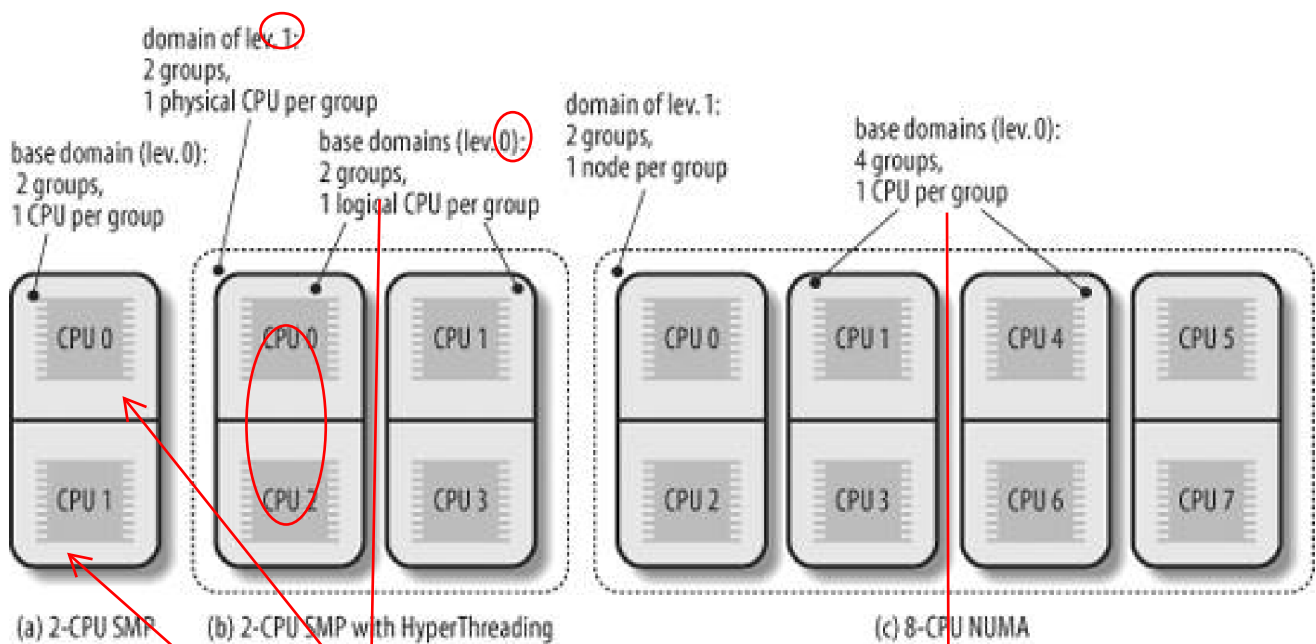 domain of lev. 1:
2 groups,
1 physical CPU per group
base domain (lev. 0):
2 groups,
1 CPU per group
base domains (lev. 0):
2 groups,
1 logical CPU per group
domain of lev. 1:
2 groups,
1 node per group
base domains (lev. 0):
4 groups,
1 CPU per group
CPU 0
CPU 0
CPU 1
CPU 0
CPU 1
CPU 4
CPU 5
CPU 1
CPU 2
CPU 3
CPU 2
CPU 3
CPU 6
CPU 7
(a) 2-CPU SMP
(b) 2-CPU SMP with HyperThreading
(c) 8-CPU NUMA